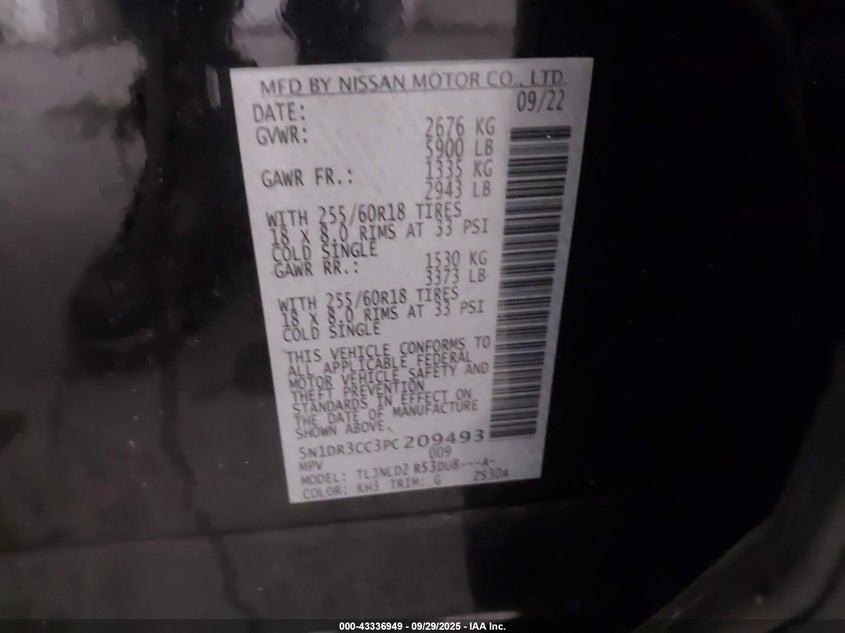 MFD BY NISSAN MOTOR CO., LTD.
DATE: 09/22
GVWR: 2676 KG
5900 LB
GAWR FR.: 1335 KG
2943 LB
WITH 255/60R18 TIRES
18 X 8.0 RIMS AT 33 PSI
COLD SINGLE
GAWR RR.: 1530 KG
3373 LB
WITH 255/60R18 TIRES
18 X 8.0 RIMS AT 33 PSI
COLD SINGLE
THIS VEHICLE CONFORMS TO
ALL APPLICABLE FEDERAL
MOTOR VEHICLE SAFETY AND
THEFT PREVENTION
STANDARDS IN EFFECT ON
THE DATE OF MANUFACTURE
SHOWN ABOVE.
5N1DR3CC3PC209493
MPV 009
MODEL: TLJNLDZ R53DU8---A-
COLOR: KH3 TRIM: G 2S30A
000-43336949 - 09/29/2025 - IAA Inc.